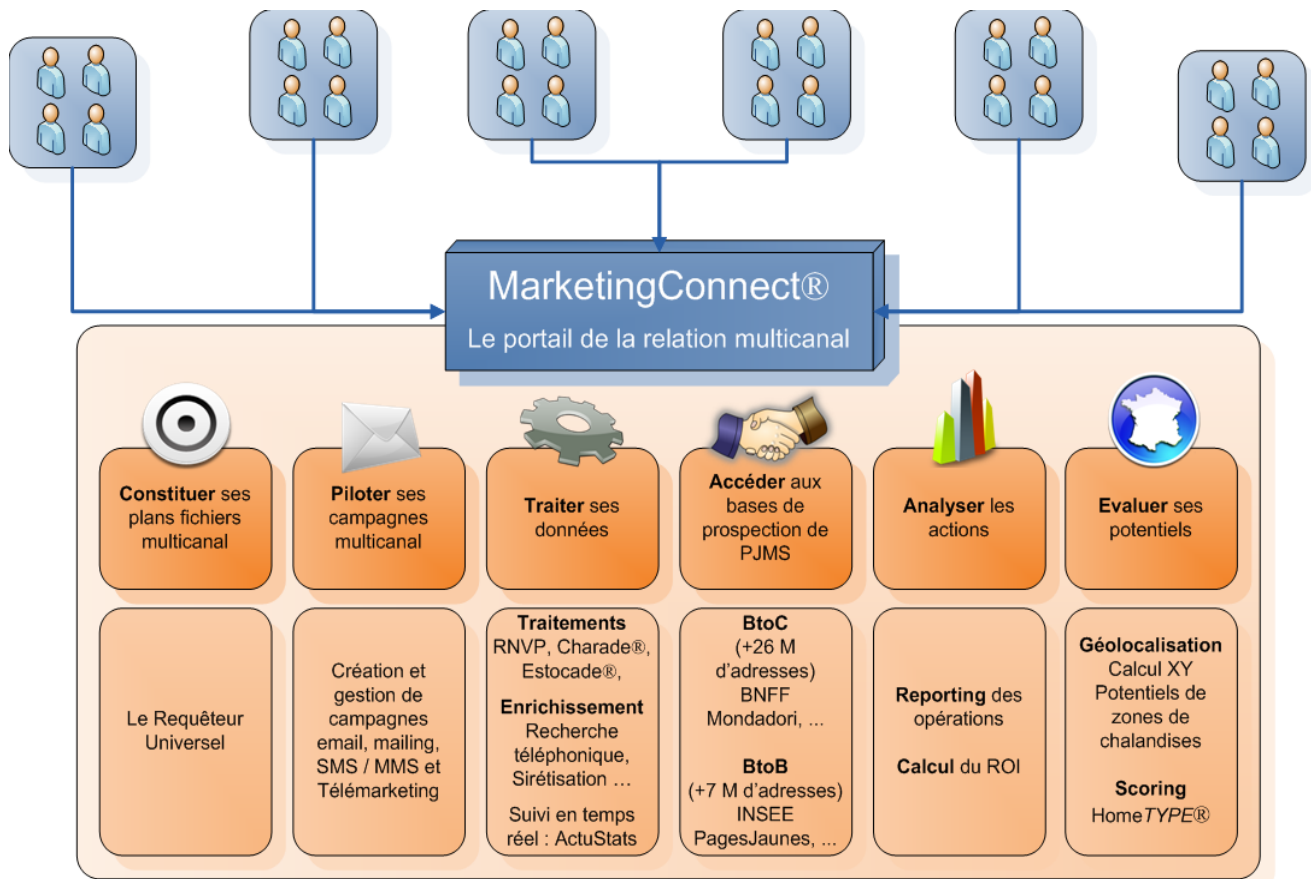 MarketingConnect®
Le portail de la relation multicanal
Constituer ses
plans fichiers
multicanal
Piloter ses
campagnes
multicanal
Traiter ses
données
Accéder aux
bases de
prospection de
PJMS
Analyser les
actions
Evaluer ses
potentiels
Le Requêteur
Universel
Création et
gestion de
campagnes
email, mailing,
SMS / MMS et
Télémarketing
Traitements
RNVP, Charade®,
Estocade®,
Enrichissement
Recherche
téléphonique,
Sirétisation …
Suivi en temps
réel : ActuStats
BtoC
(+26 M
d’adresses)
BNFF
Mondadori, ...
BtoB
(+7 M d’adresses)
INSEE
PagesJaunes, ...
Reporting des
opérations
Calcul du ROI
Géolocalisation
Calcul XY
Potentiels de
zones de
chalandises
Scoring
HomeTYPE®